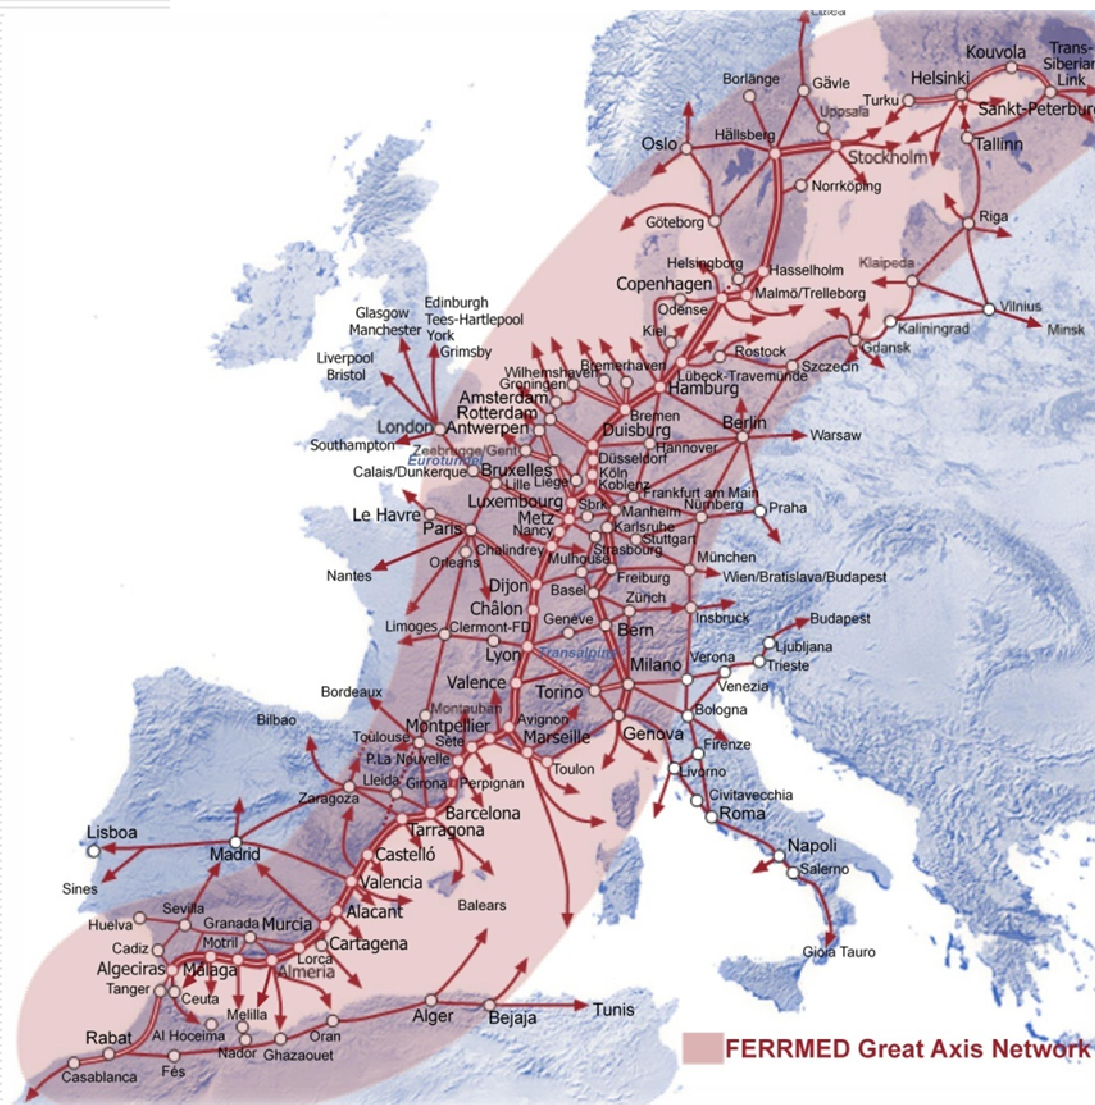 Lulea
Kouvola
Trans-
Siberian
Link
Borlänge
Gävle
Helsinki
Turku
Uppsala
Sankt-Peterburg
Oslo
Hällsberg
Tallinn
Stockholm
Norrköping
Göteborg
Riga
Helsingborg
Hasselholm
Klaipeda
Copenhagen
Malmö/Trelleborg
Odense
Vilnius
Kaliningrad
Minsk
Kiel
Gdansk
Edinburgh
Glasgow
Tees-Hartlepool
Manchester
York
Grimsby
Liverpool
Bristol
Rostock
Bremerhaven
Szczecin
Wilhemshaven
Lübeck-Travemünde
Groningen
Hamburg
Amsterdam
Rotterdam
Bremen
London
Antwerpen
Duisburg
Berlin
Warsaw
Southampton
Zeebrugge/Gent
Hannover
Eurotunnel
Düsseldorf
Calais/Dunkerque
Bruxelles
Köln
Lille
Liège
Koblenz
Frankfurt am Main
Luxembourg
Sbrk
Nürnberg
Praha
Le Havre
Metz
Manheim
Paris
Nancy
Karlsruhe
Stuttgart
Chalindrey
Strasbourg
Orleans
Mulhouse
München
Nantes
Freiburg
Wien/Bratislava/Budapest
Dijon
Basel
Zürich
Châlon
Genève
Insbruck
Limoges
Clermont-FD
Bern
Budapest
Lyon
Transalpine
Ljubljana
Milano
Verona
Trieste
Valence
Torino
Venezia
Bordeaux
Montauban
Bologna
Bilbao
Montpellier
Avignon
Toulouse
Sète
Marseille
Genova
Firenze
P.La Nouvelle
Toulon
Livorno
Lleida
Girona
Perpignan
Zaragoza
Civitavecchia
Barcelona
Roma
Lisboa
Tarragona
Madrid
Castelló
Napoli
Salerno
Sines
Valencia
Balears
Sevilla
Alacant
Huelva
Granada
Murcia
Motril
Cartagena
Cadiz
Lorca
Gioia Tauro
Algeciras
Málaga
Almeria
Tanger
Ceuta
Melilla
Alger
Bejaja
Tunis
Rabat
Al Hoceima
Oran
Nador
Ghazaouet
Casablanca
Fés
FERRMED Great Axis Network